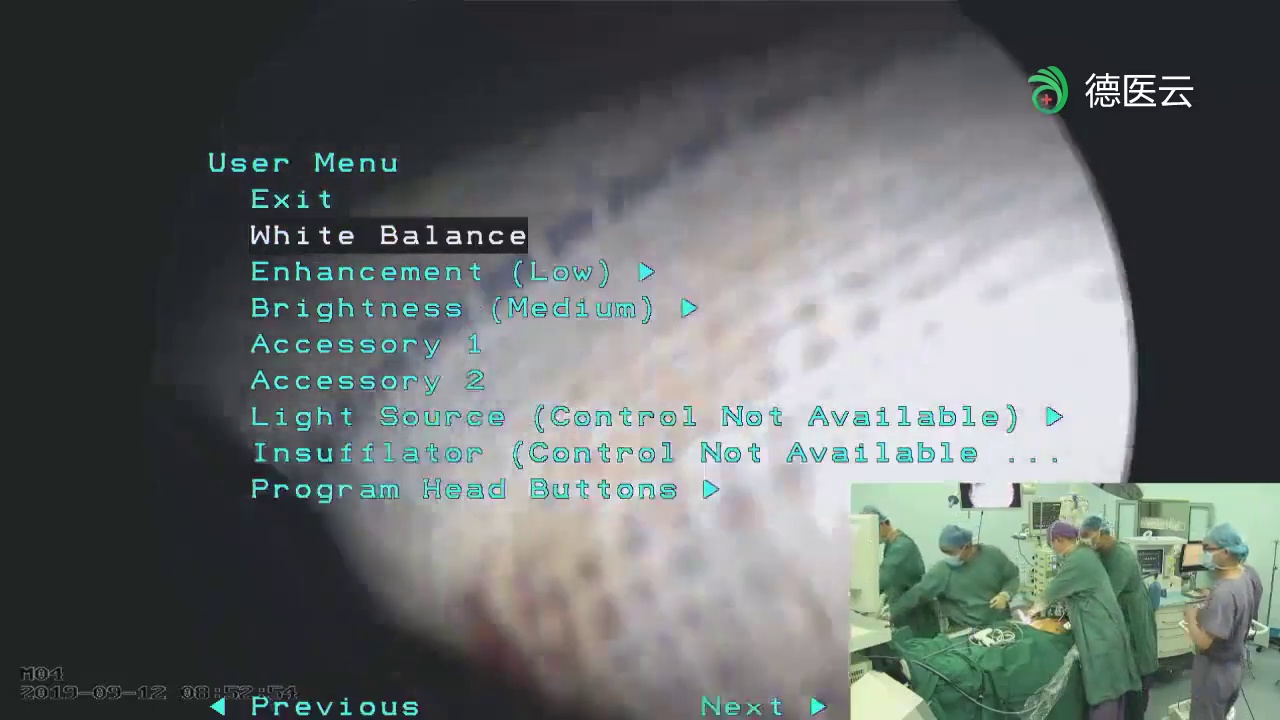 德医云
User Menu
Exit
White Balance
Enhancement (Low) ▶
Brightness (Medium) ▶
Accessory 1
Accessory 2
Light Source (Control Not Available) ▶
Insufflator (Control Not Available ...
Program Head Buttons ▶
M04
2019-09-12 08:52:54
◀ Previous
Next ▶